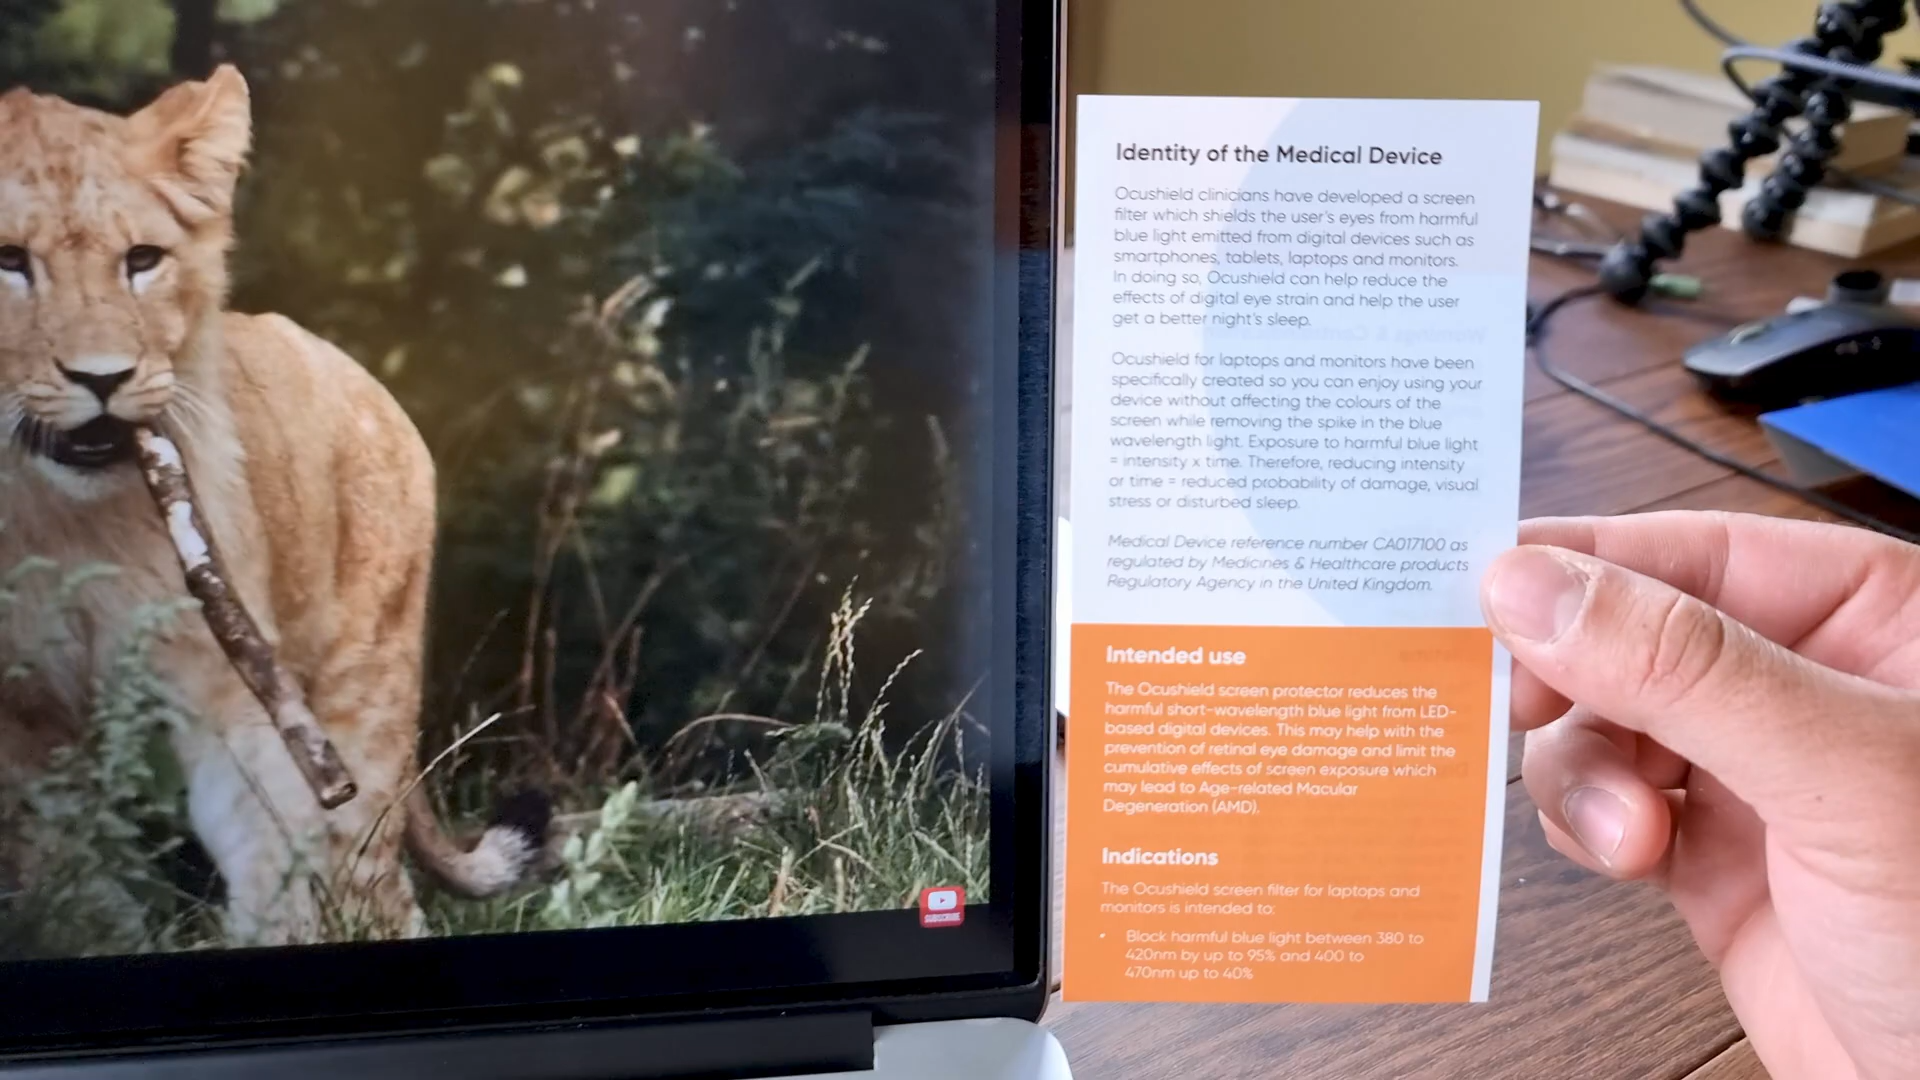 Identity of the Medical Device
Ocushield clinicians have developed a screen
filter which shields the user's eyes from harmful
blue light emitted from digital devices such as
smartphones, tablets, laptops and monitors.
In doing so, Ocushield can help reduce the
effects of digital eye strain and help the user
get a better night's sleep.
Ocushield for laptops and monitors have been
specifically created so you can enjoy using your
device without affecting the colours of the
screen while removing the spike in the blue
wavelength light. Exposure to harmful blue light
= intensity x time. Therefore, reducing intensity
or time = reduced probability of damage, visual
stress or disturbed sleep.
Medical Device reference number CA017100 as
regulated by Medicines & Healthcare products
Regulatory Agency in the United Kingdom.
Intended use
The Ocushield screen protector reduces the
harmful short-wavelength blue light from LED-
based digital devices. This may help with the
prevention of retinal eye damage and limit the
cumulative effects of screen exposure which
may lead to Age-related Macular
Degeneration (AMD).
Indications
The Ocushield screen filter for laptops and
monitors is intended to:
• Block harmful blue light between 380 to
420nm by up to 95% and 400 to
470nm up to 40%
SUBSCRIBE